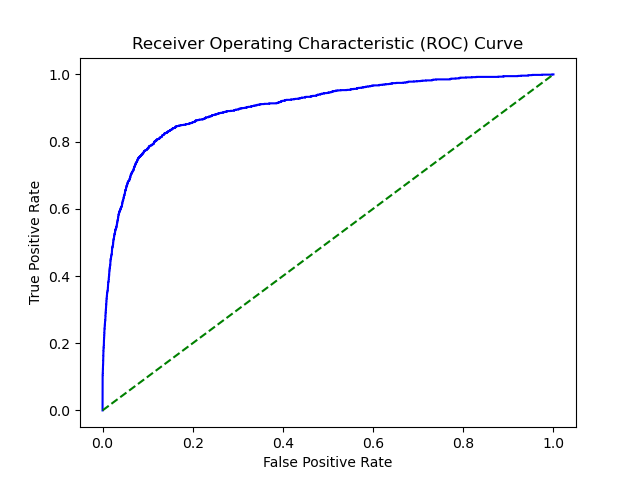 Receiver Operating Characteristic (ROC) Curve
1.0
0.8
0.6
0.4
0.2
0.0
True Positive Rate
0.0 0.2 0.4 0.6 0.8 1.0
False Positive Rate